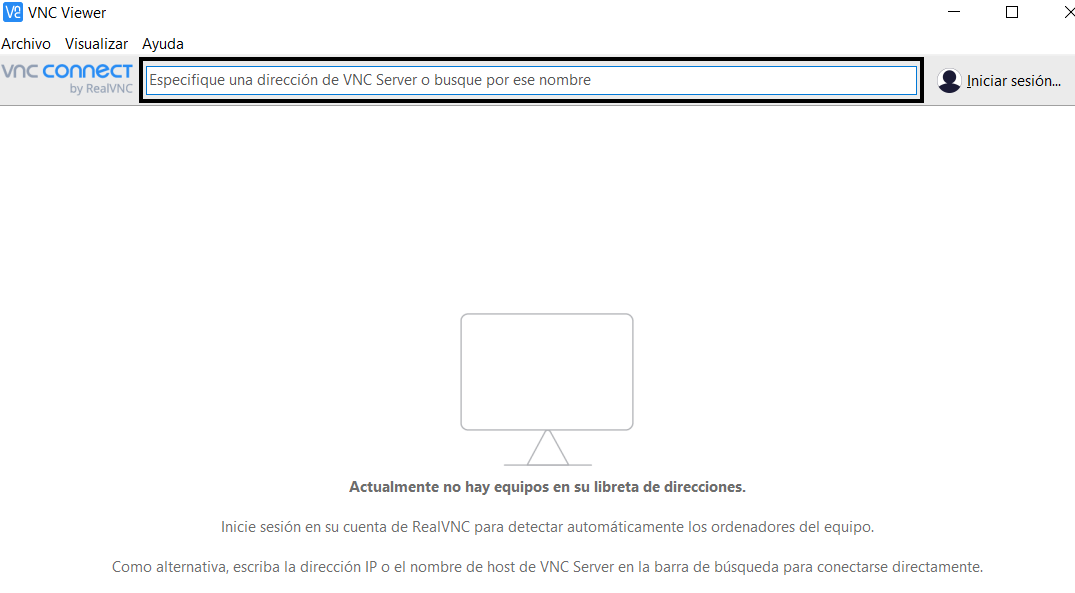 VNC Viewer
Archivo Visualizar Ayuda
vnc connect
by RealVNC
Especifique una dirección de VNC Server o busque por ese nombre
Iniciar sesión...
Actualmente no hay equipos en su libreta de direcciones.
Inicie sesión en su cuenta de RealVNC para detectar automáticamente los ordenadores del equipo.
Como alternativa, escriba la dirección IP o el nombre de host de VNC Server en la barra de búsqueda para conectarse directamente.